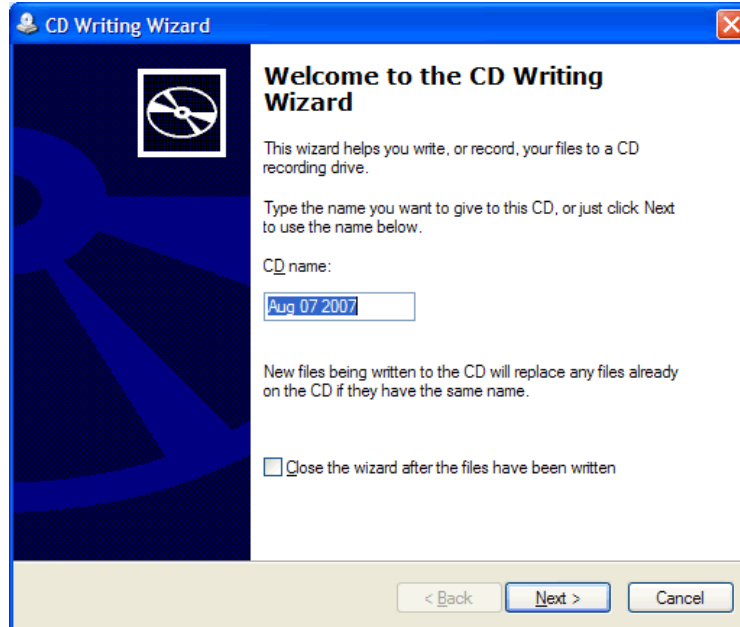 CD Writing Wizard
Welcome to the CD Writing
Wizard
This wizard helps you write, or record, your files to a CD
recording drive.
Type the name you want to give to this CD, or just click Next
to use the name below.
CD name:
Aug 07 2007
New files being written to the CD will replace any files already
on the CD if they have the same name.
Close the wizard after the files have been written
< Back
Next >
Cancel